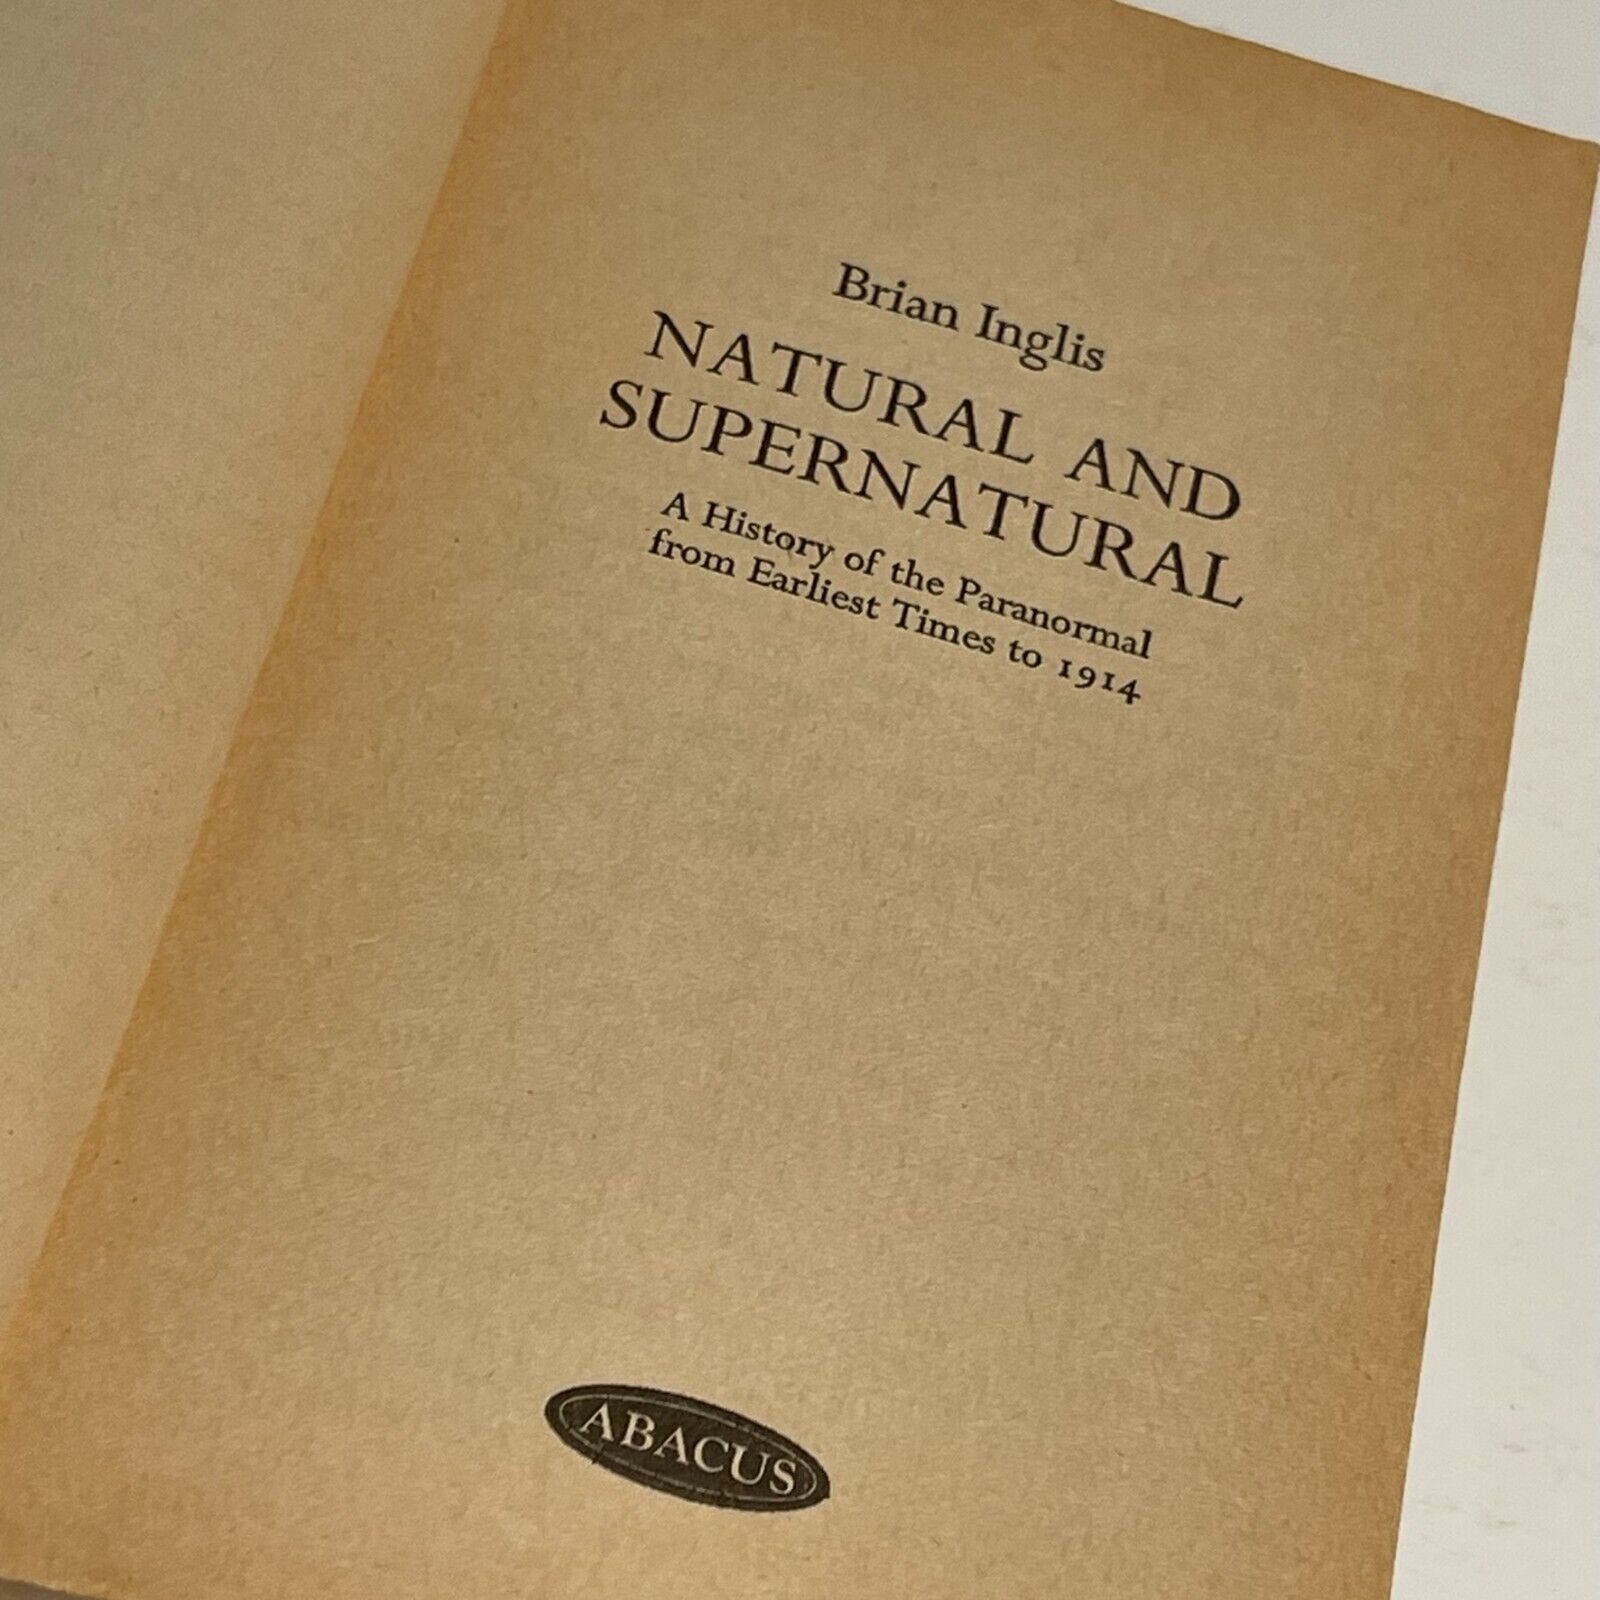 Brian Inglis
NATURAL AND
SUPERNATURAL
A History of the Paranormal
from Earliest Times to 1914
ABACUS